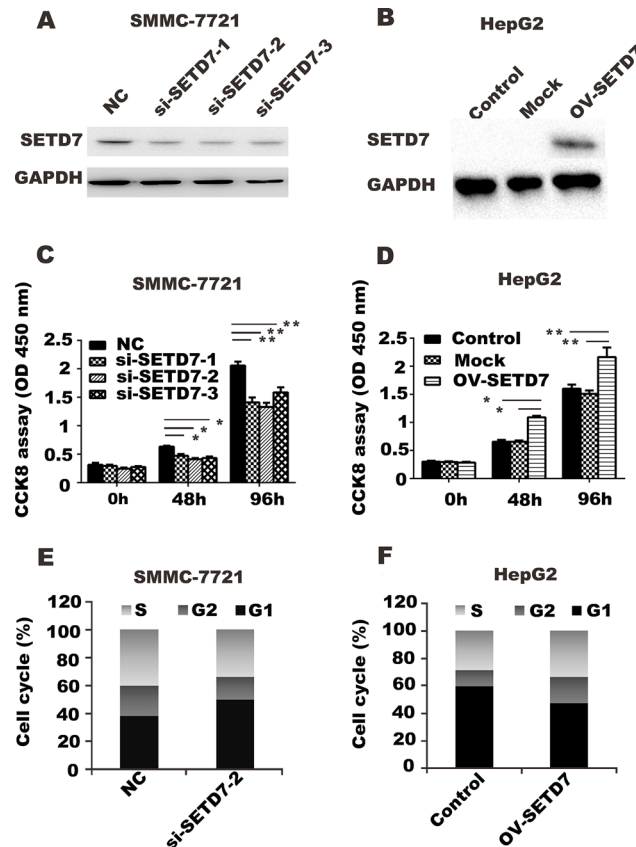 A
SMMC-7721
NC
si-SETD7-1
si-SETD7-2
si-SETD7-3
SETD7
GAPDH
B
HepG2
Control
Mock
OV-SETD7
SETD7
GAPDH
C
SMMC-7721
CCK8 assay (OD 450 nm)
2.5
2
1.5
1
0.5
0
NC
si-SETD7-1
si-SETD7-2
si-SETD7-3
*
*
*
**
**
**
0h 48h 96h
D
HepG2
CCK8 assay (OD 450 nm)
2.5
2
1.5
1
0.5
0
Control
Mock
OV-SETD7
*
*
**
**
0h 48h 96h
E
SMMC-7721
Cell cycle (%)
120
100
80
60
40
20
0
S G2 G1
NC
si-SETD7-2
F
HepG2
Cell cycle (%)
120
100
80
60
40
20
0
S G2 G1
Control
OV-SETD7